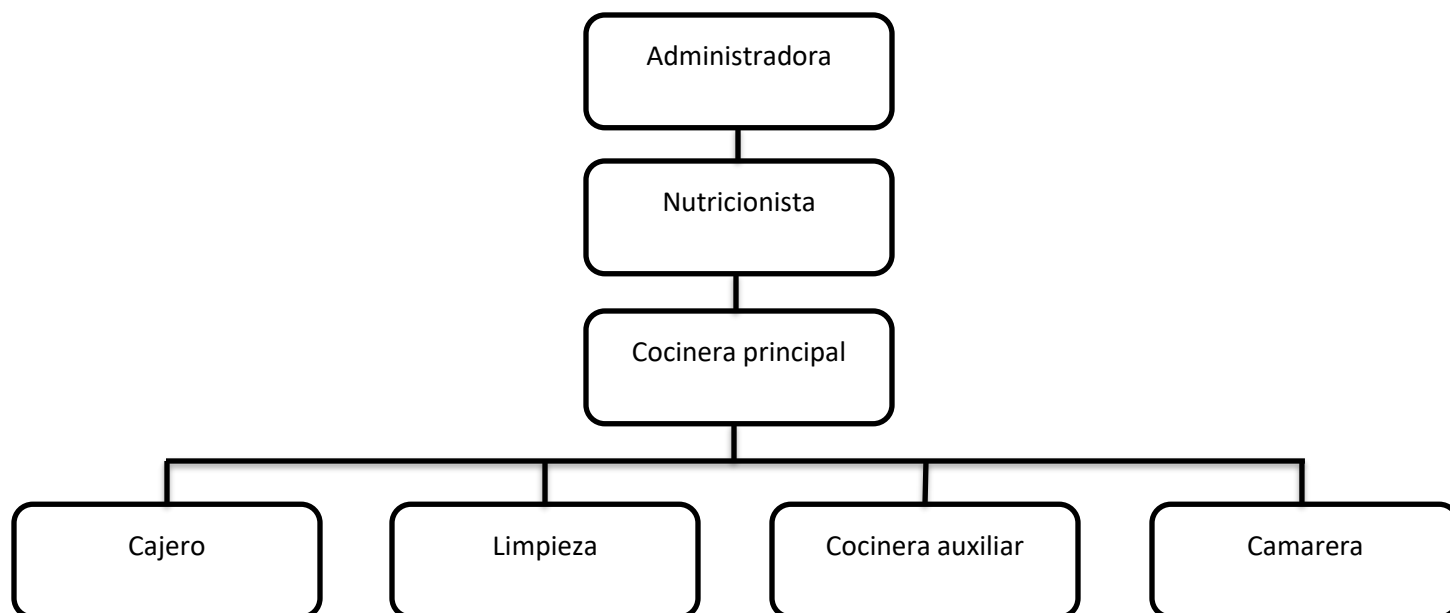 Administradora
Nutricionista
Cocinera principal
Cajero
Limpieza
Cocinera auxiliar
Camarera